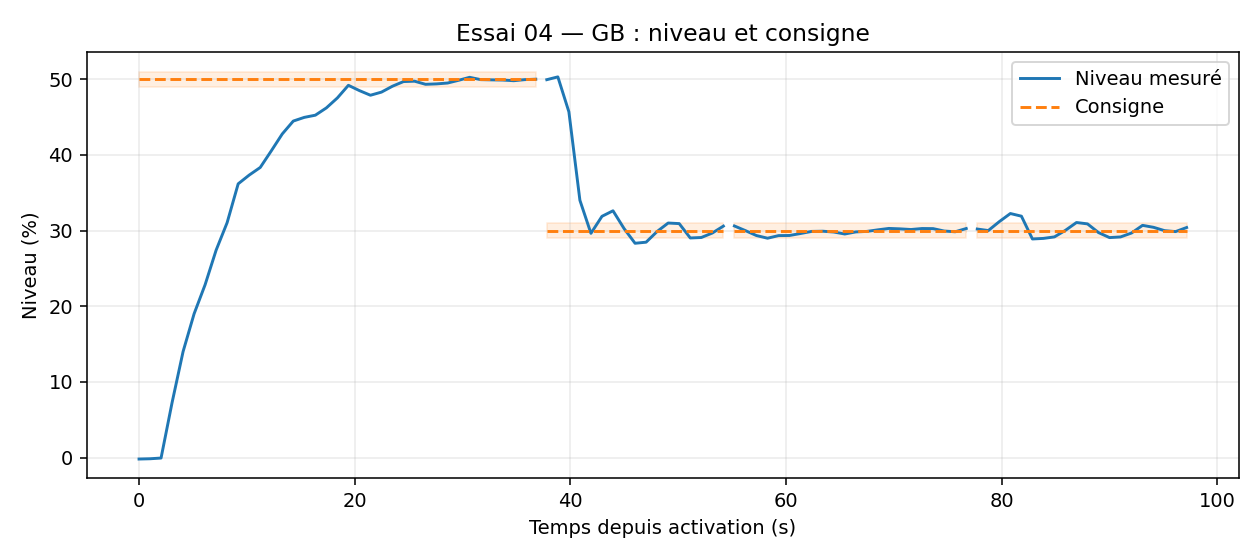 Essai 04 — GB : niveau et consigne
Niveau mesuré
Consigne
Niveau (%)
50
40
30
20
10
0
0 20 40 60 80 100
Temps depuis activation (s)